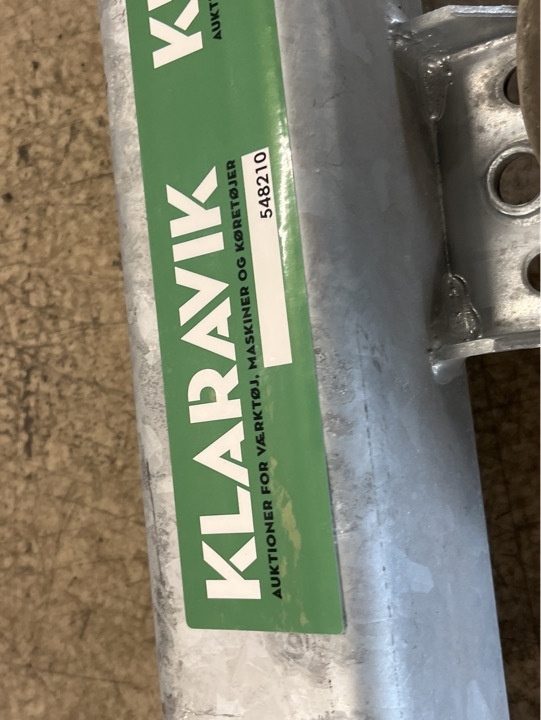 KLARAVIK
AUKTIONER FOR VÆRKTØJ, MASKINER OG KØRETØJER
548210